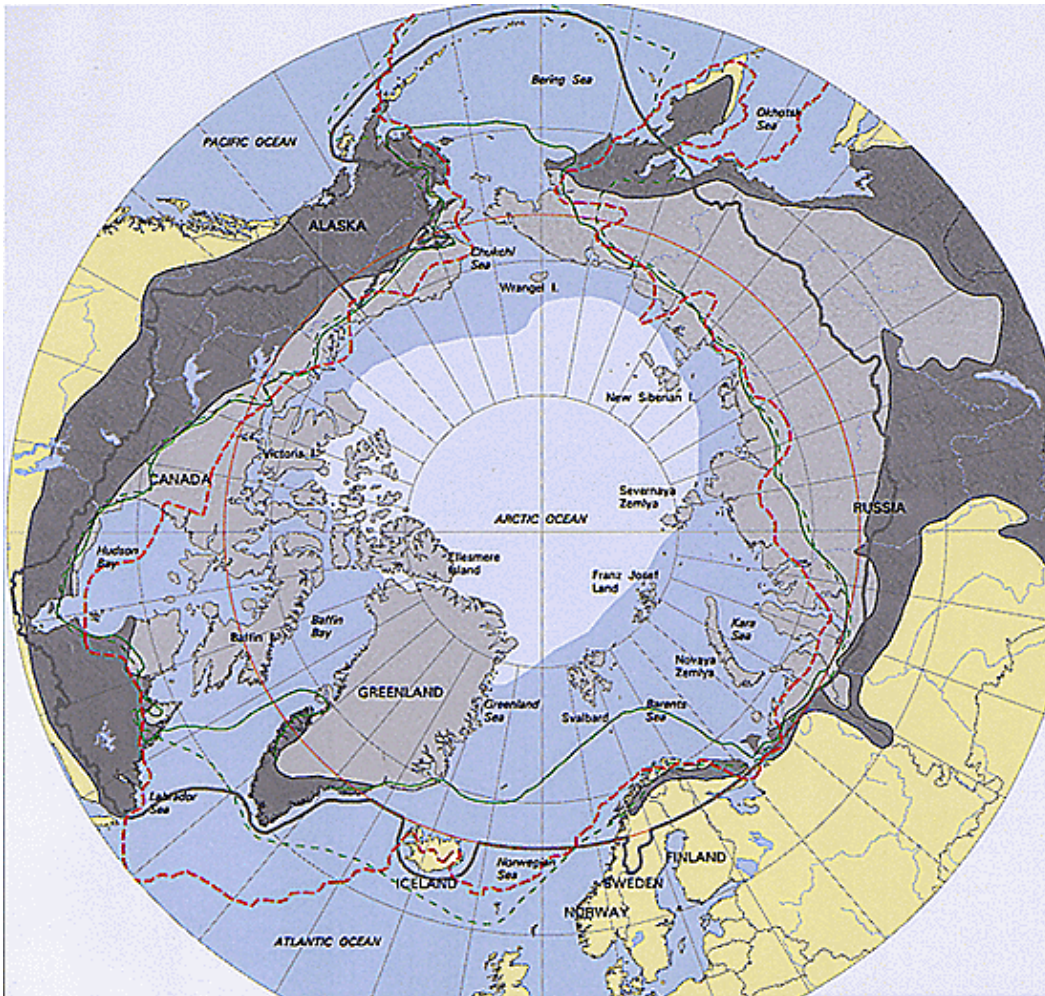 Bering Sea
Okhotsk
Sea
PACIFIC OCEAN
ALASKA
Chukchi
Sea
Wrangel I.
New Siberian I.
Victoria I.
CANADA
Severnaya
Zemlya
RUSSIA
ARCTIC OCEAN
Hudson
Bay
Ellesmere
Island
Franz Josef
Land
Baffin
Bay
Baffin I.
Kara
Sea
Novaya
Zemlya
GREENLAND
Greenland
Sea
Svalbard
Barents
Sea
Labrador
Sea
Norwegian
Sea
ICELAND
FINLAND
SWEDEN
NORWAY
ATLANTIC OCEAN